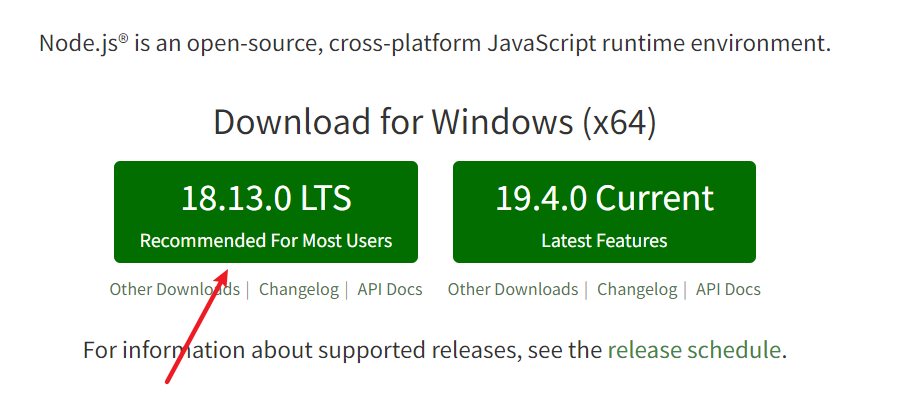 Node.js® is an open-source, cross-platform JavaScript runtime environment.
Download for Windows (x64)
18.13.0 LTS
Recommended For Most Users
19.4.0 Current
Latest Features
Other Downloads | Changelog | API Docs
Other Downloads | Changelog | API Docs
For information about supported releases, see the release schedule.